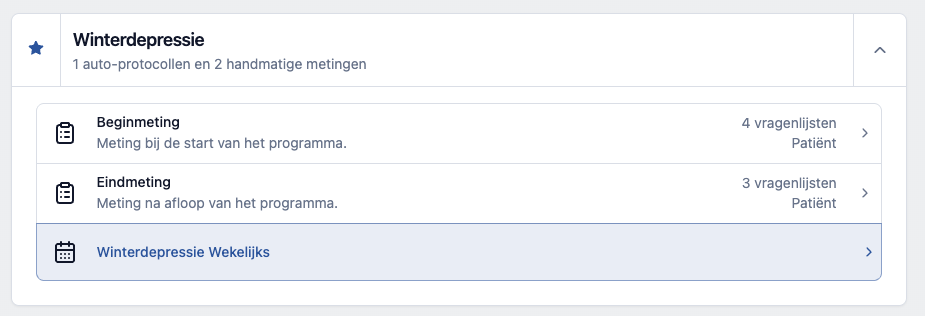 Winterdepressie
1 auto-protocollen en 2 handmatige metingen
Beginmeting
4 vragenlijsten
Meting bij de start van het programma.
Patiënt
Eindmeting
3 vragenlijsten
Meting na afloop van het programma.
Patiënt
Winterdepressie Wekelijks